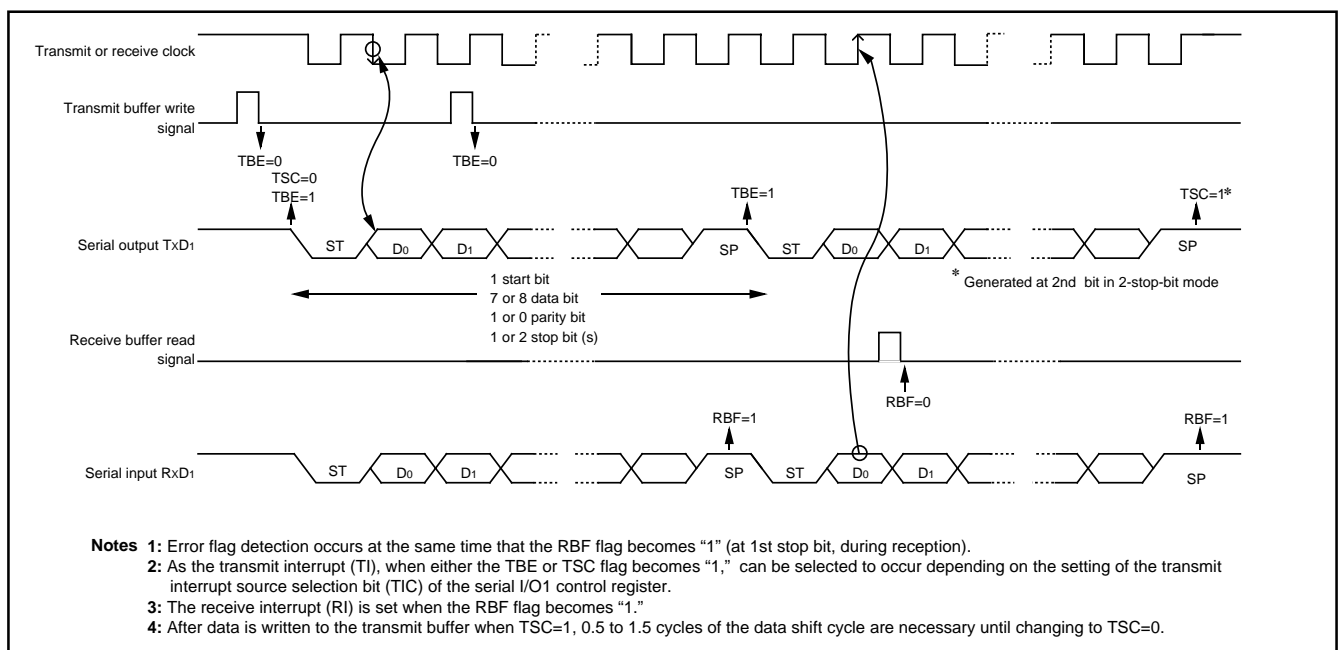 Transmit or receive clock
Transmit buffer write
signal
TBE=0
TSC=0
TBE=1
TBE=0
TBE=1
TSC=1*
Serial output TxD1
ST
D0
D1
SP
ST
D0
D1
SP
1 start bit
7 or 8 data bit
1 or 0 parity bit
1 or 2 stop bit (s)
* Generated at 2nd bit in 2-stop-bit mode
Receive buffer read
signal
RBF=0
RBF=1
RBF=1
Serial input RxD1
ST
D0
D1
SP
ST
D0
D1
SP
Notes 1: Error flag detection occurs at the same time that the RBF flag becomes “1” (at 1st stop bit, during reception).
2: As the transmit interrupt (TI), when either the TBE or TSC flag becomes “1,” can be selected to occur depending on the setting of the transmit
interrupt source selection bit (TIC) of the serial I/O1 control register.
3: The receive interrupt (RI) is set when the RBF flag becomes “1.”
4: After data is written to the transmit buffer when TSC=1, 0.5 to 1.5 cycles of the data shift cycle are necessary until changing to TSC=0.